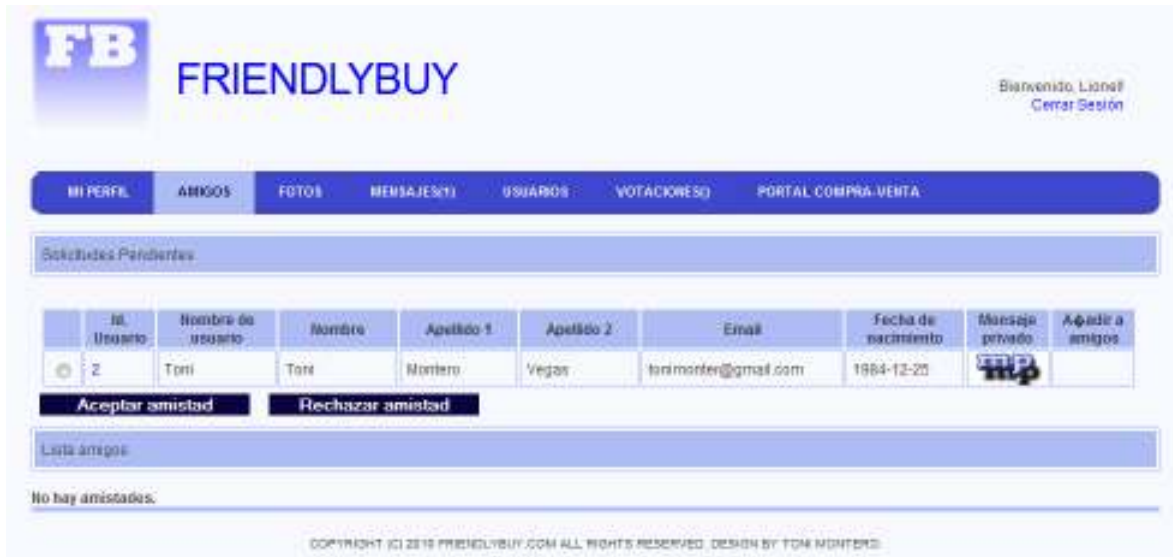 FB
FRIENDLYBUY
Bienvenido, Lionel!
Cerrar Sesión
MI PERFIL AMIGOS FOTOS MENSAJES(1) USUARIOS VOTACIONES() PORTAL COMPRA-VENTA
Solicitudes Pendientes
Id. Usuario Nombre de usuario Nombre Apellido 1 Apellido 2 Email Fecha de nacimiento Mensaje privado A�adir a amigos
2 Toni Toni Montero Vegas tonimonter@gmail.com 1984-12-25 mp
Aceptar amistad Rechazar amistad
Lista amigos
No hay amistades.
COPYRIGHT (C) 2010 FRIENDLYBUY.COM ALL RIGHTS RESERVED. DESIGN BY TONI MONTERO.